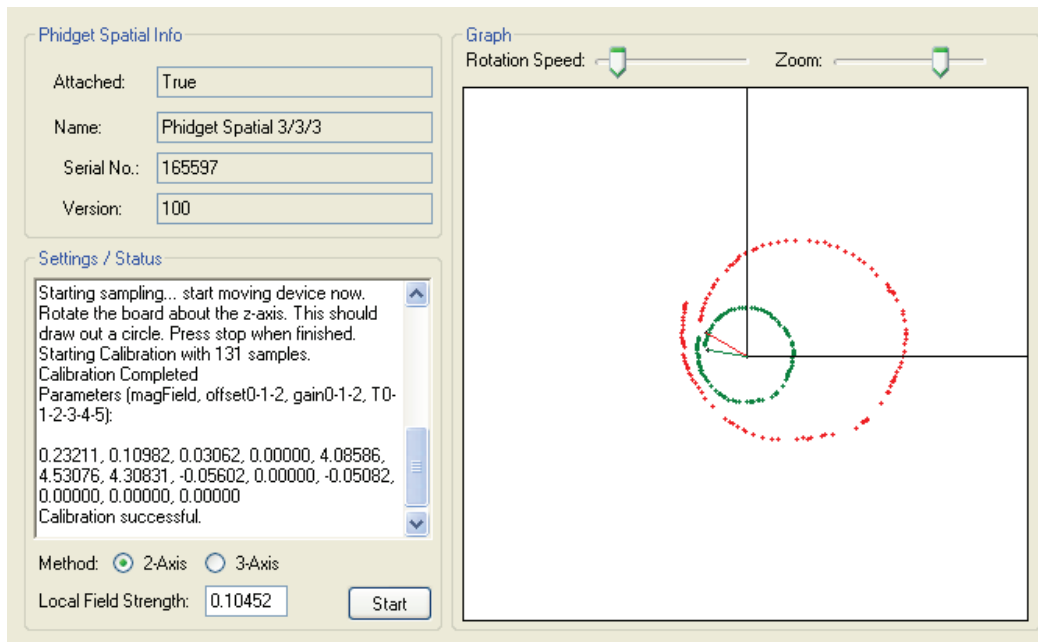 Phidget Spatial Info
Attached: True
Name: Phidget Spatial 3/3/3
Serial No.: 165597
Version: 100
Settings / Status
Starting sampling... start moving device now.
Rotate the board about the z-axis. This should
draw out a circle. Press stop when finished.
Starting Calibration with 131 samples.
Calibration Completed
Parameters (magField, offset0-1-2, gain0-1-2, T0-
1-2-3-4-5):
0.23211, 0.10982, 0.03062, 0.00000, 4.08586,
4.53076, 4.30831, -0.05602, 0.00000, -0.05082,
0.00000, 0.00000, 0.00000
Calibration successful.
Method: 2-Axis 3-Axis
Local Field Strength: 0.10452 Start
Graph
Rotation Speed: Zoom: